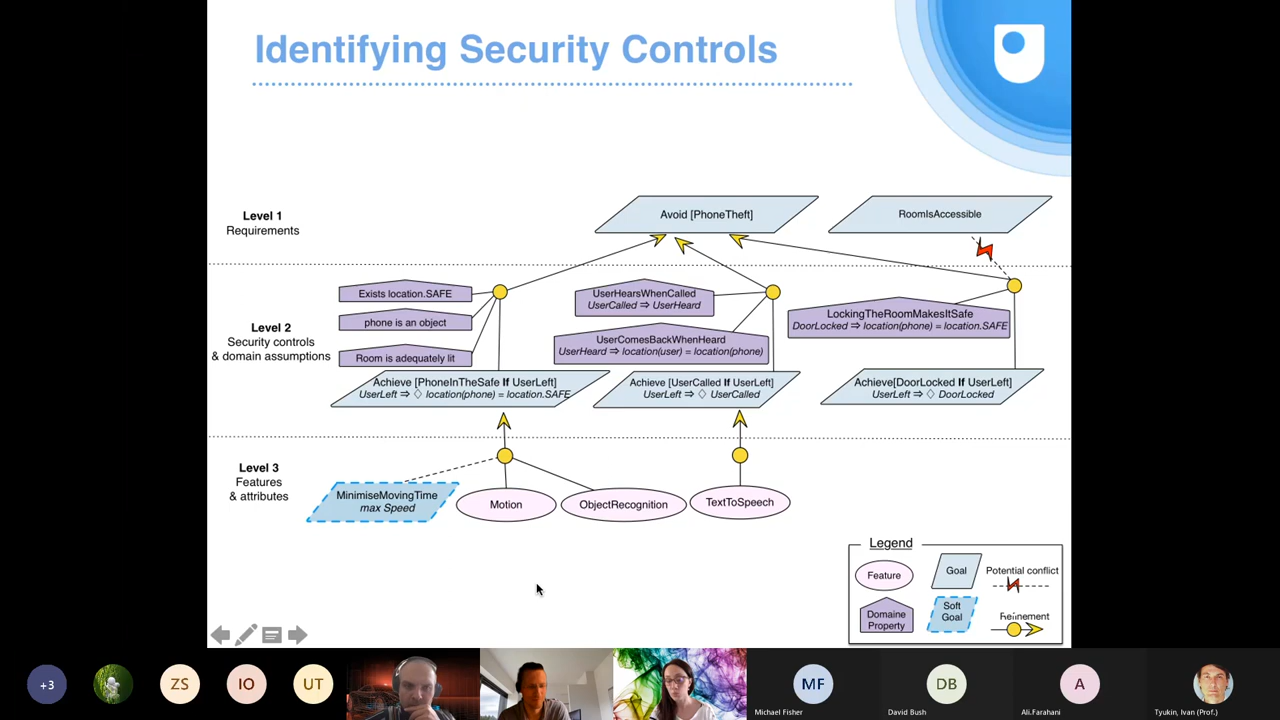 Identifying Security Controls
Level 1
Requirements
Avoid [PhoneTheft]
RoomIsAccessible
Level 2
Security controls
& domain assumptions
Exists location.SAFE
phone is an object
Room is adequately lit
UserHearsWhenCalled
UserCalled ⇒ UserHeard
UserComesBackWhenHeard
UserHeard ⇒ location(user) = location(phone)
LockingTheRoomMakesItSafe
DoorLocked ⇒ location(phone) = location.SAFE
Achieve [PhoneInTheSafe If UserLeft]
UserLeft ⇒ ♢ location(phone) = location.SAFE
Achieve [UserCalled If UserLeft]
UserLeft ⇒ ♢ UserCalled
Achieve[DoorLocked If UserLeft]
UserLeft ⇒ ♢ DoorLocked
Level 3
Features
& attributes
MinimiseMovingTime
max Speed
Motion
ObjectRecognition
TextToSpeech
Legend
Feature
Goal
Potential conflict
Domaine
Property
Soft
Goal
Refinement
+3
ZS
IO
UT
MF
Michael Fisher
DB
David Bush
A
Ali.Farahani
Tyukin, Ivan (Prof.)